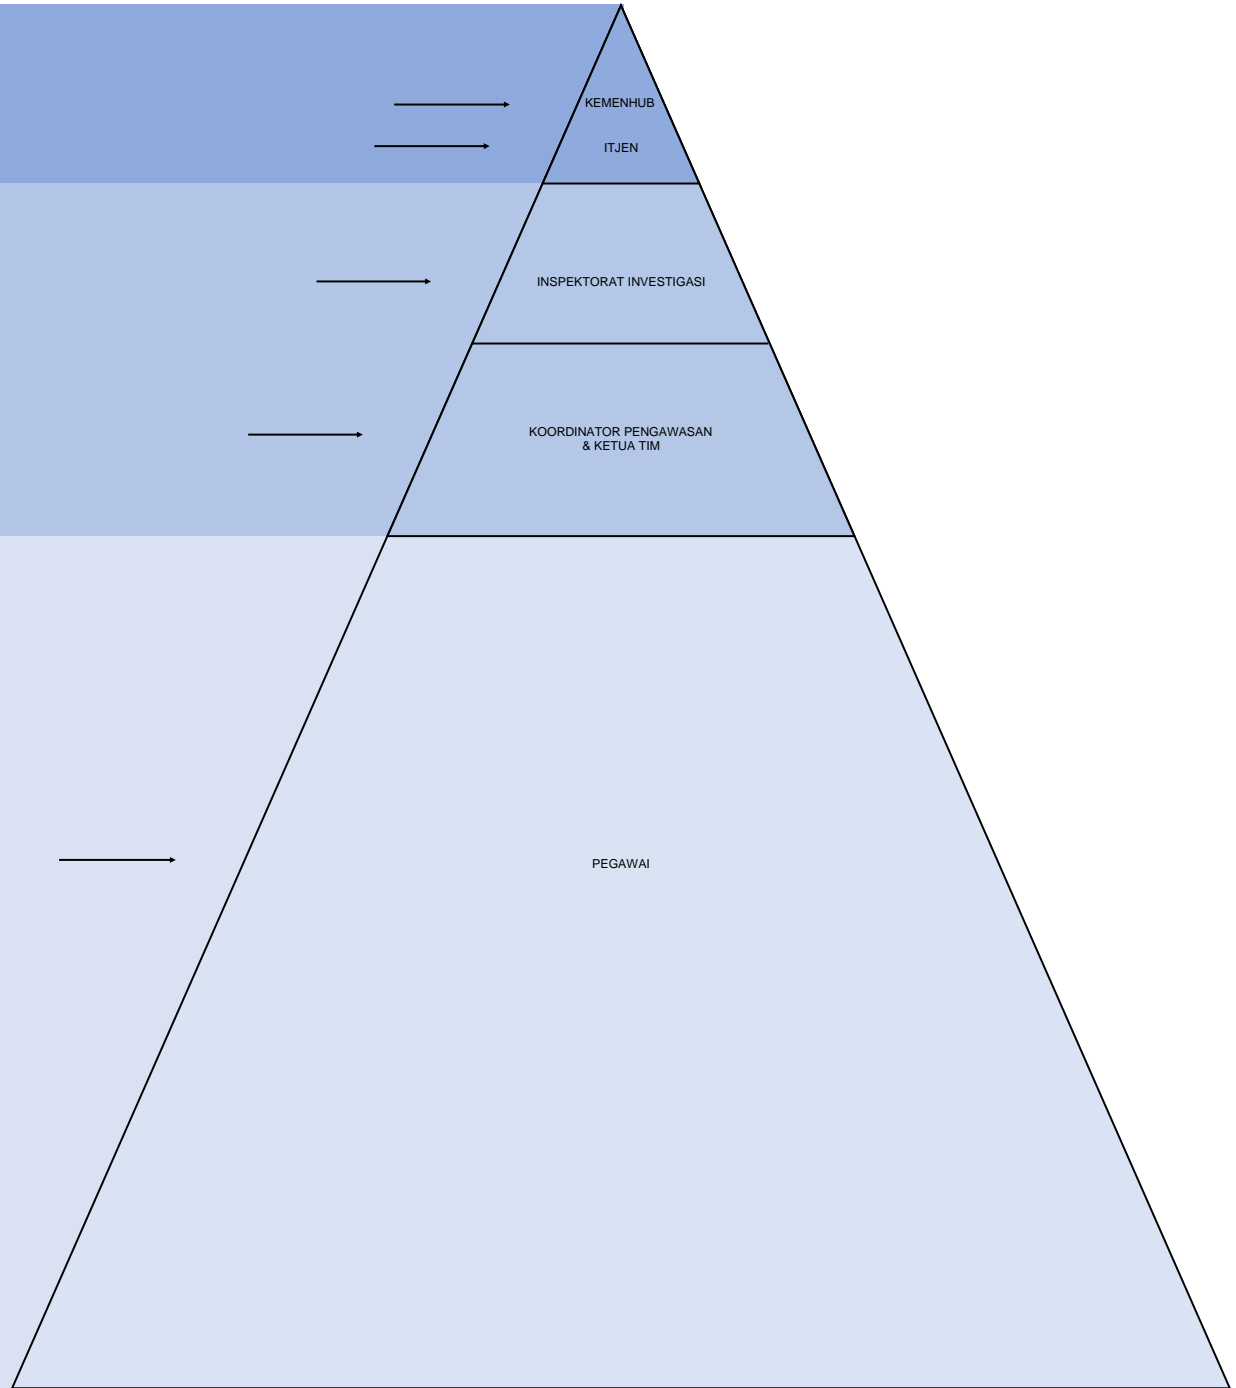 KEMENHUB
ITJEN
INSPEKTORAT INVESTIGASI
KOORDINATOR PENGAWASAN
& KETUA TIM
PEGAWAI